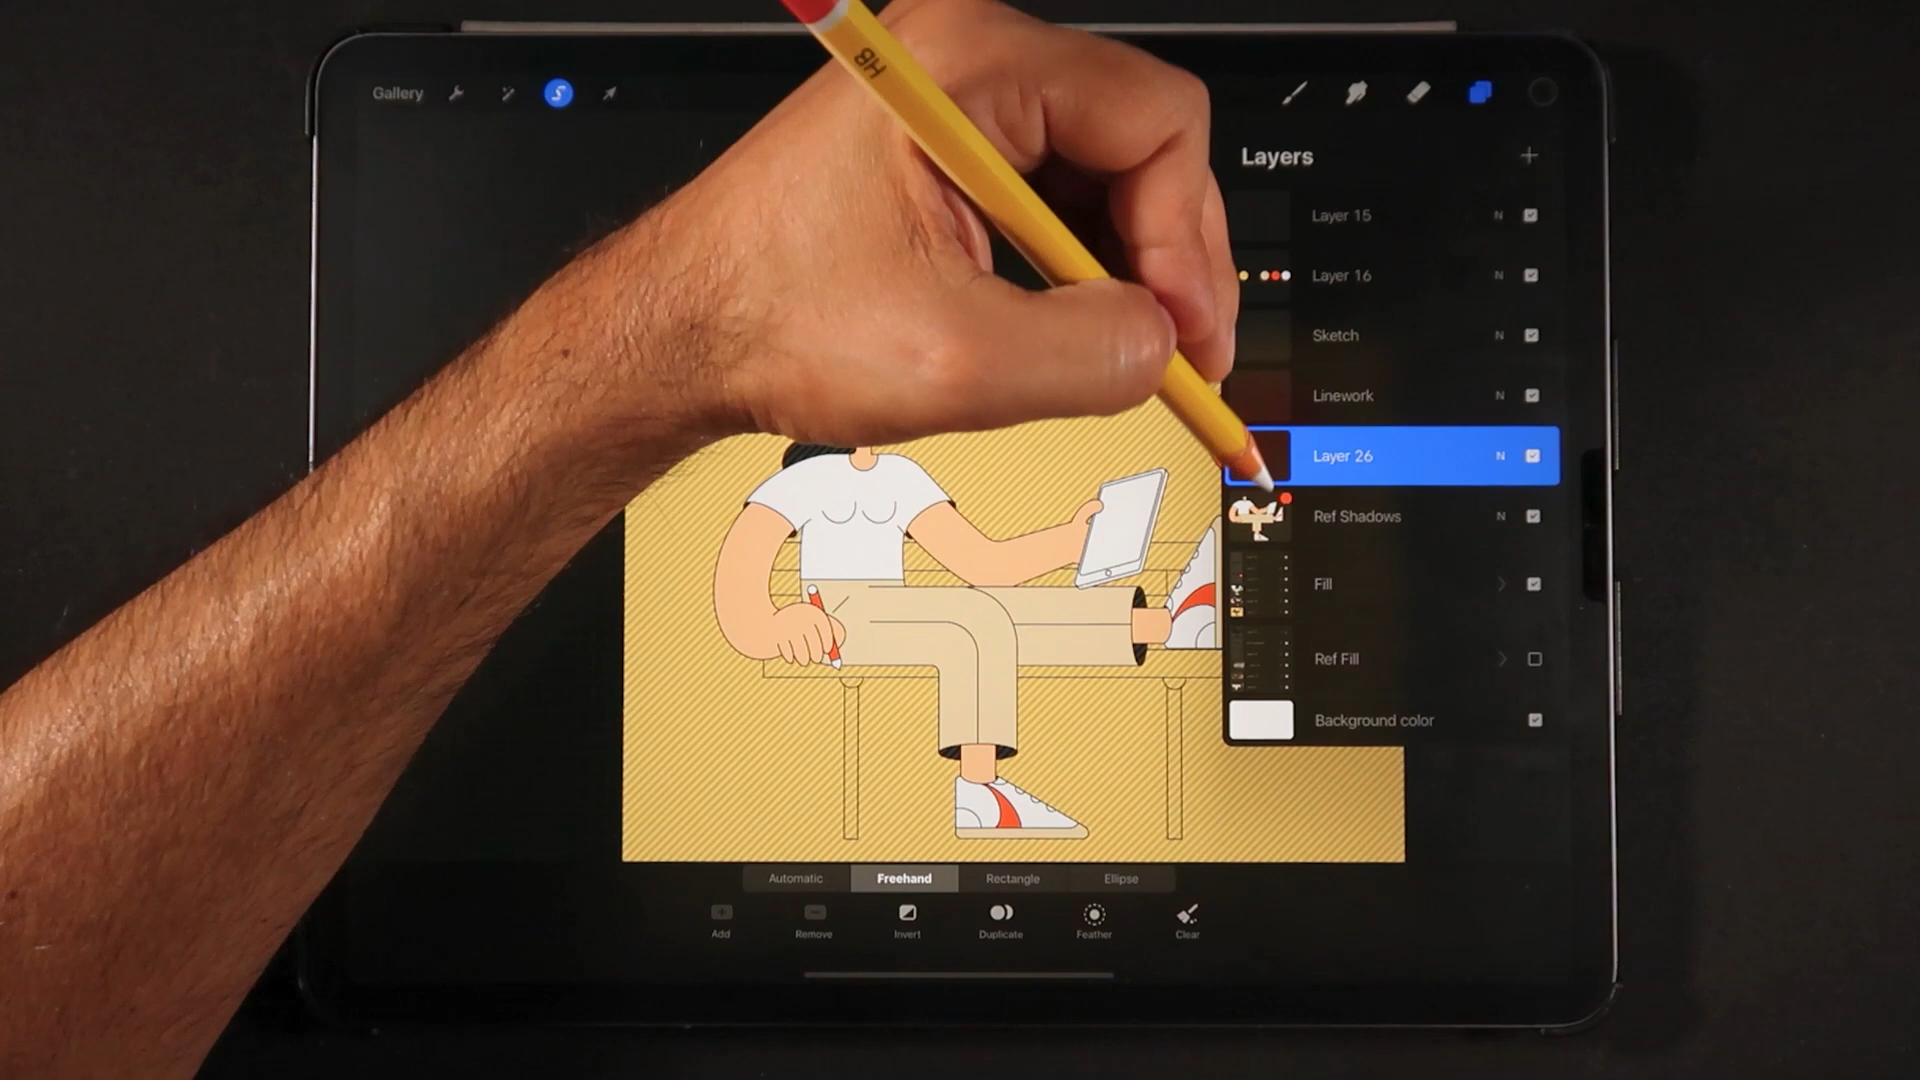 HB
Gallery
Layers
Layer 15 N
Layer 16 N
Sketch N
Linework N
Layer 26 N
Ref Shadows N
Fill
Ref Fill
Background color
Automatic Freehand Rectangle Ellipse
Add Remove Invert Duplicate Feather Clear